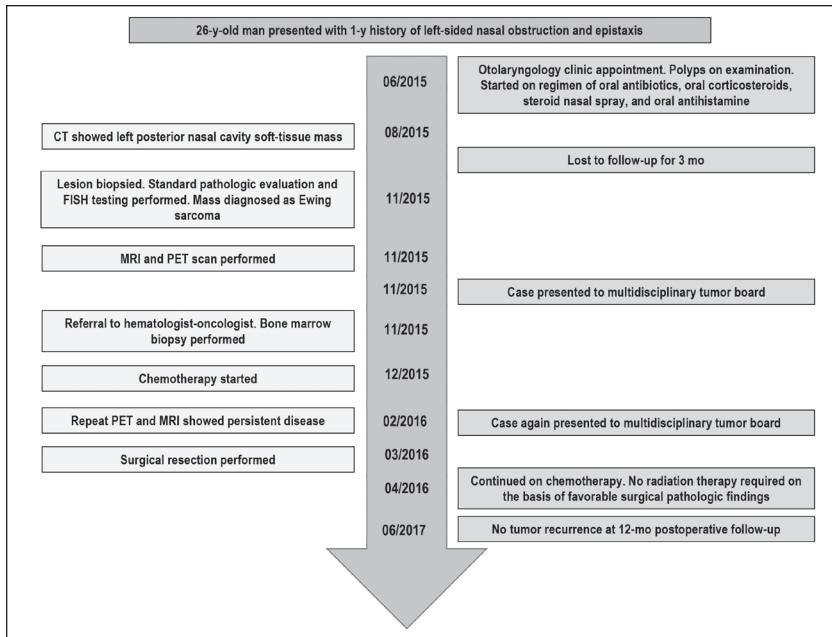 26-y-old man presented with 1-y history of left-sided nasal obstruction and epistaxis
06/2015
Otolaryngology clinic appointment. Polyps on examination.
Started on regimen of oral antibiotics, oral corticosteroids,
steroid nasal spray, and oral antihistamine
CT showed left posterior nasal cavity soft-tissue mass
08/2015
Lost to follow-up for 3 mo
Lesion biopsied. Standard pathologic evaluation and
FISH testing performed. Mass diagnosed as Ewing
sarcoma
11/2015
MRI and PET scan performed
11/2015
11/2015
Case presented to multidisciplinary tumor board
Referral to hematologist-oncologist. Bone marrow
biopsy performed
11/2015
Chemotherapy started
12/2015
Repeat PET and MRI showed persistent disease
02/2016
Case again presented to multidisciplinary tumor board
Surgical resection performed
03/2016
04/2016
Continued on chemotherapy. No radiation therapy required on
the basis of favorable surgical pathologic findings
06/2017
No tumor recurrence at 12-mo postoperative follow-up